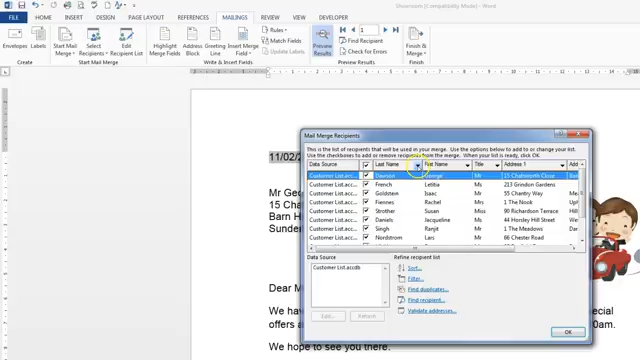 Showroom [Compatibility Mode] - Word
FILE HOME INSERT DESIGN PAGE LAYOUT REFERENCES MAILINGS REVIEW VIEW DEVELOPER
Envelopes Labels
Create
Start Mail Merge Select Recipients Edit Recipient List
Start Mail Merge
Highlight Merge Fields Address Block Greeting Line Insert Merge Field
Rules
Match Fields
Update Labels
Write & Insert Fields
Preview Results
1
Find Recipient
Check for Errors
Preview Results
Finish & Merge
Finish
Mail Merge Recipients
This is the list of recipients that will be used in your merge. Use the options below to add to or change your list.
Use the checkboxes to add or remove recipients from the merge. When your list is ready, click OK.
Data Source Last Name First Name Title Address 1 Add
Customer List.acc... Dawson George Mr 15 Chatsworth Close Barn
Customer List.acc... French Letitia Ms 213 Grindon Gardens
Customer List.acc... Goldstein Isaac Mr 54 Yew Street
Customer List.acc... Fiennes Rachel Mrs 1 The Nook
Customer List.acc... Strother Susan Miss 90 Richardson Terrace
Customer List.acc... Daniels Jacqueline Ms 44 Horsley Hill Street
Customer List.acc... Singh Ranjit Mr
Customer List.acc... Nordstrom Lars Mr 66 Chester Road
Data Source
Customer List.accdb
Edit... Refresh
Refine recipient list
Sort...
Filter...
Find duplicates...
Find recipient...
Validate addresses...
OK
11/02/2
Mr Geo
15 Cha
Barn H
Sunder
Dear M
We hav
special
offers a
0am.
We hope to see you there.